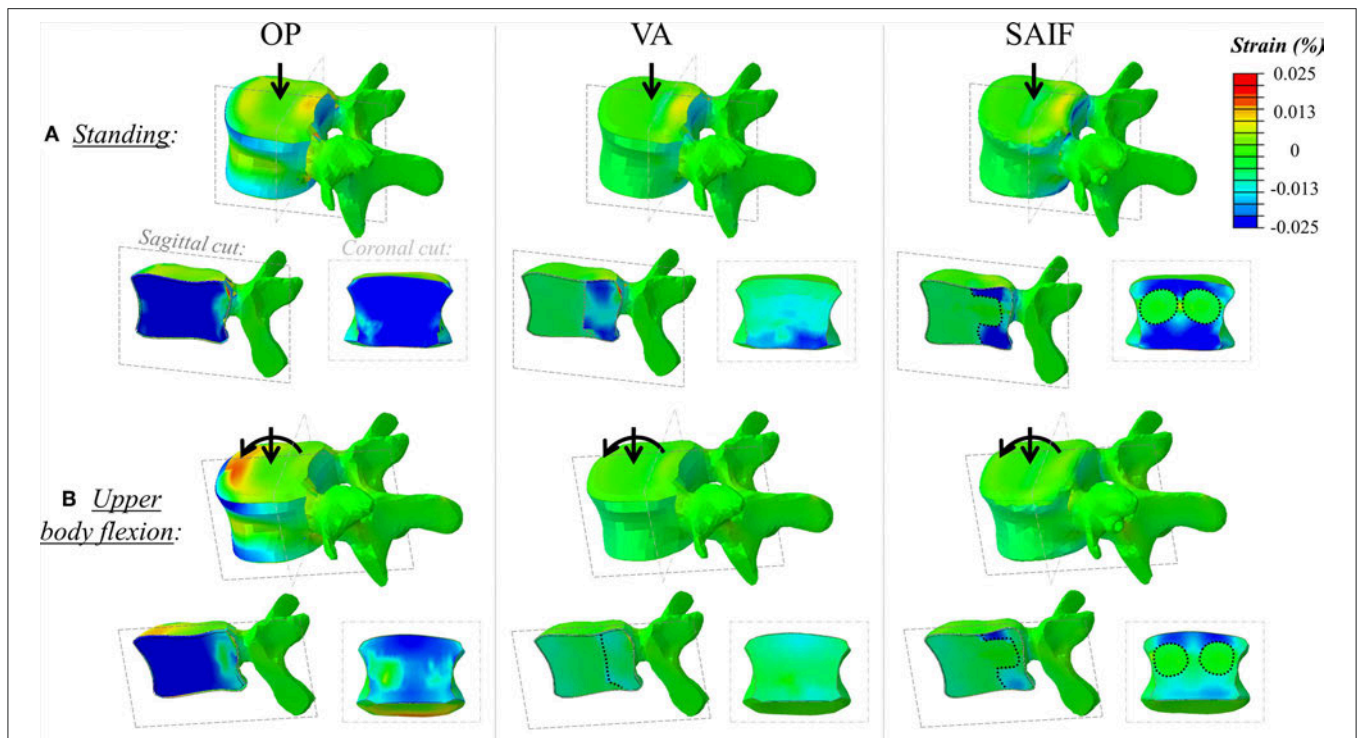 OP
VA
SAIF
Strain (%)
0.025
0.013
0
-0.013
-0.025
A Standing:
Sagittal cut:
Coronal cut:
B Upper
body flexion: